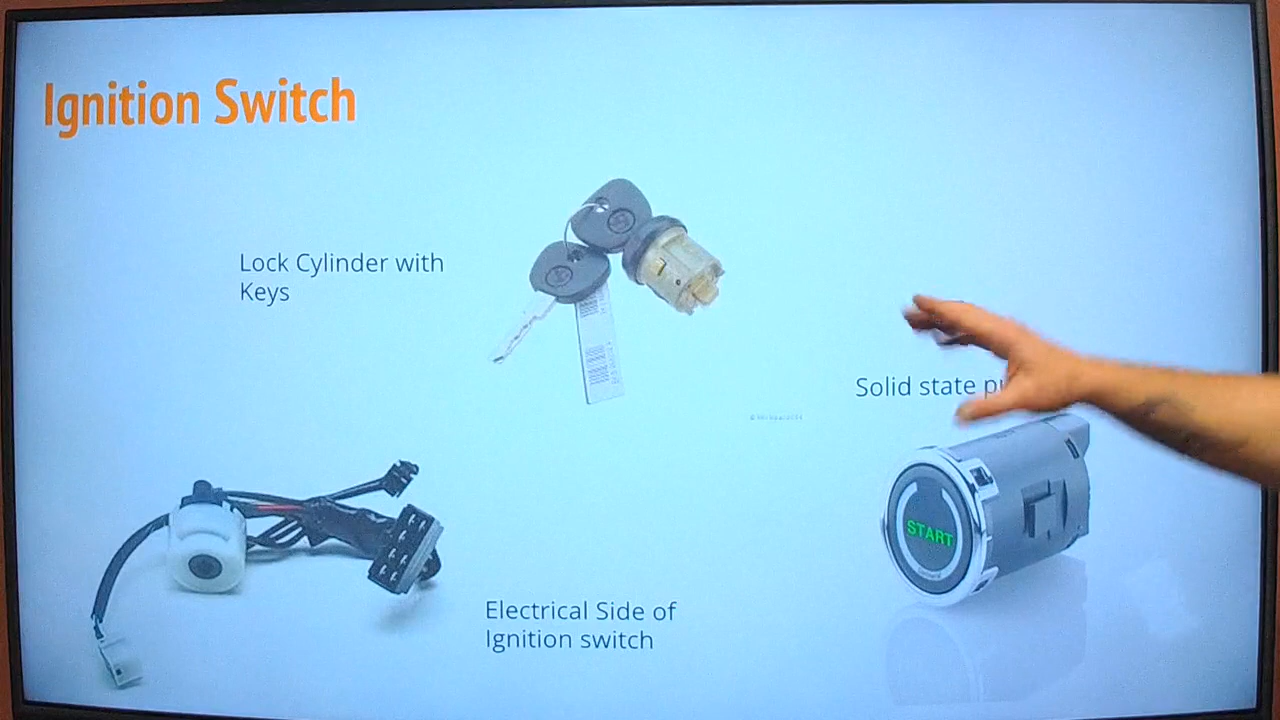 Ignition Switch
Lock Cylinder with
Keys
Solid state
START
Electrical Side of
Ignition switch